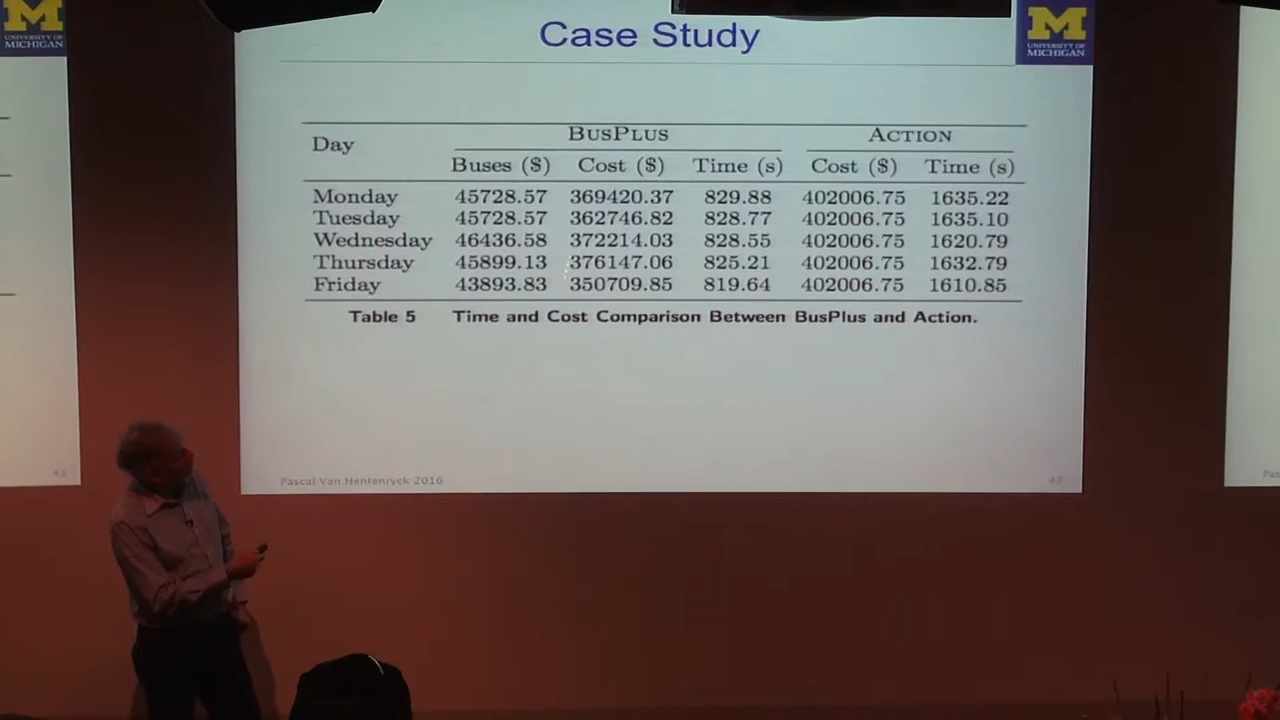 UNIVERSITY OF
MICHIGAN
Case Study
M
UNIVERSITY OF
MICHIGAN
Day BUSPLUS ACTION
Buses ($) Cost ($) Time (s) Cost ($) Time (s)
Monday 45728.57 369420.37 829.88 402006.75 1635.22
Tuesday 45728.57 362746.82 828.77 402006.75 1635.10
Wednesday 46436.58 372214.03 828.55 402006.75 1620.79
Thursday 45899.13 376147.06 825.21 402006.75 1632.79
Friday 43893.83 350709.85 819.64 402006.75 1610.85
Table 5 Time and Cost Comparison Between BusPlus and Action.
Pascal Van Hentenryck 2016
43
43